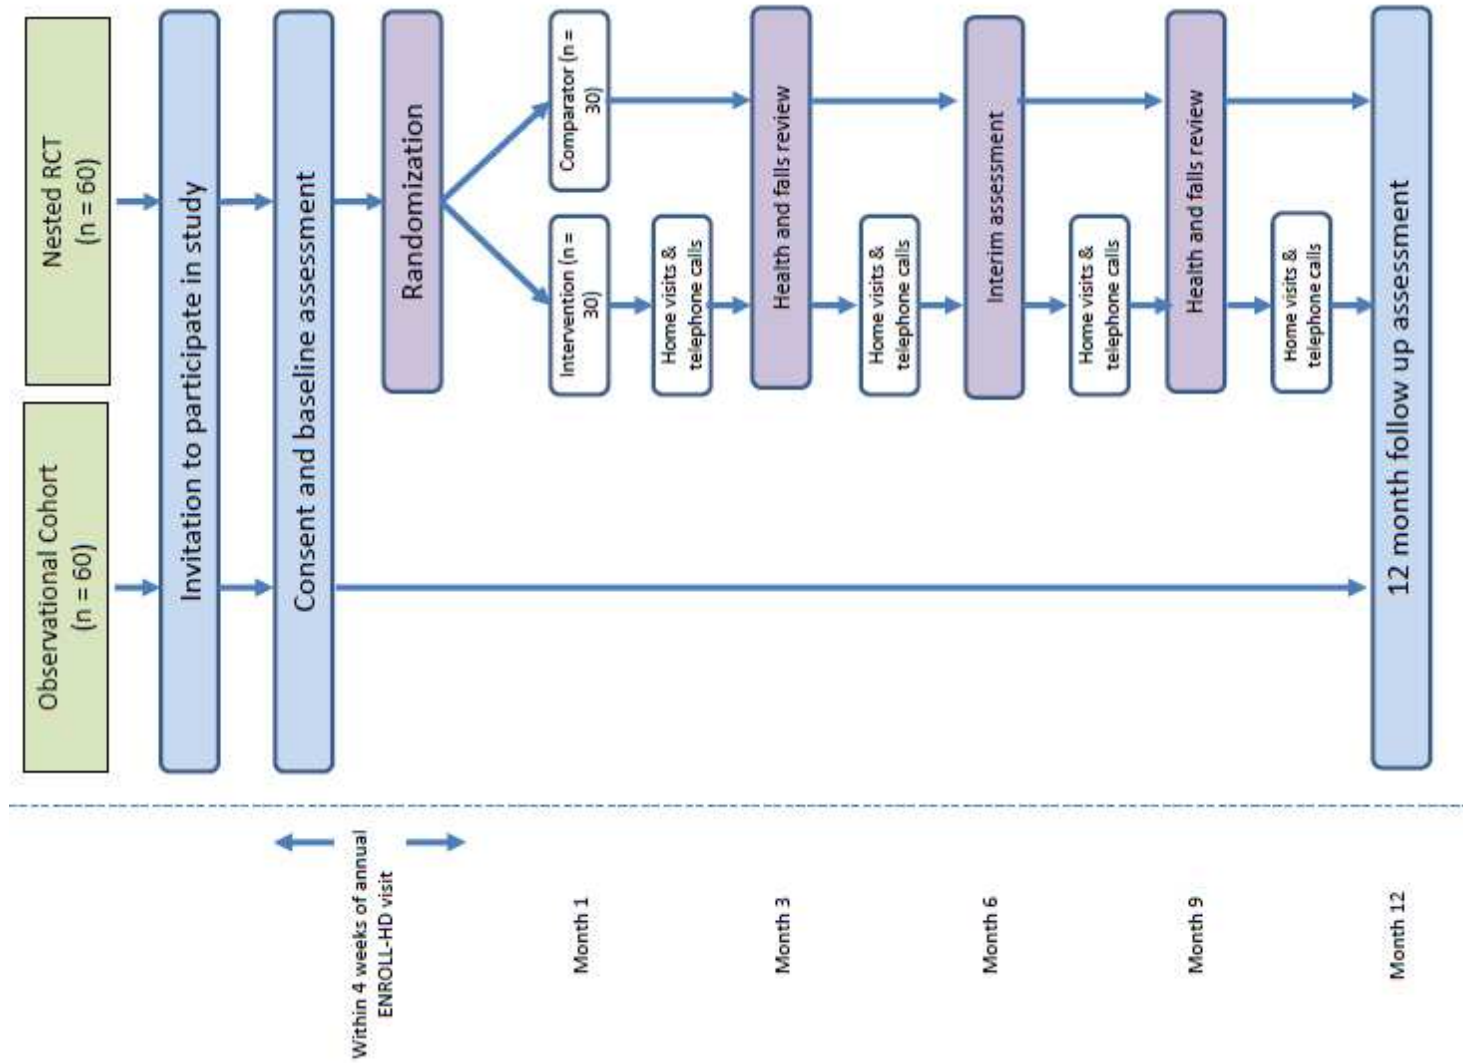 Observational Cohort
(n = 60)
Nested RCT
(n = 60)
Invitation to participate in study
Within 4 weeks of annual
ENROLL-HD visit
Consent and baseline assessment
Randomization
Month 1
Intervention (n =
30)
Comparator (n =
30)
Home visits &
telephone calls
Month 3
Health and falls review
Home visits &
telephone calls
Month 6
Interim assessment
Home visits &
telephone calls
Month 9
Health and falls review
Home visits &
telephone calls
Month 12
12 month follow up assessment